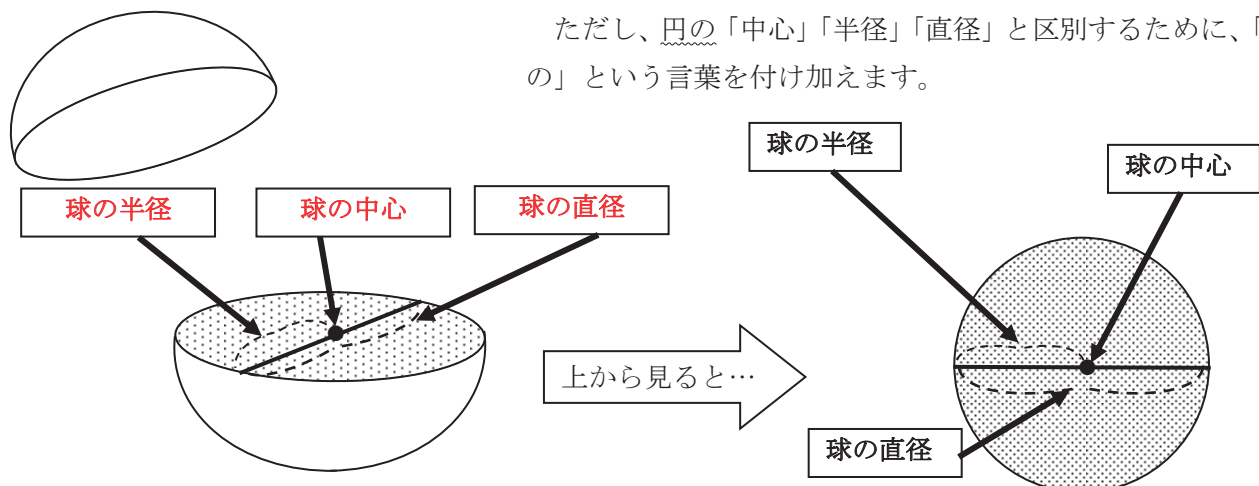 ただし、円の「中心」「半径」「直径」と区別するために、「
の」という言葉を付け加えます。
球の半径
球の中心
球の直径
上から見ると…
球の半径
球の中心
球の直径